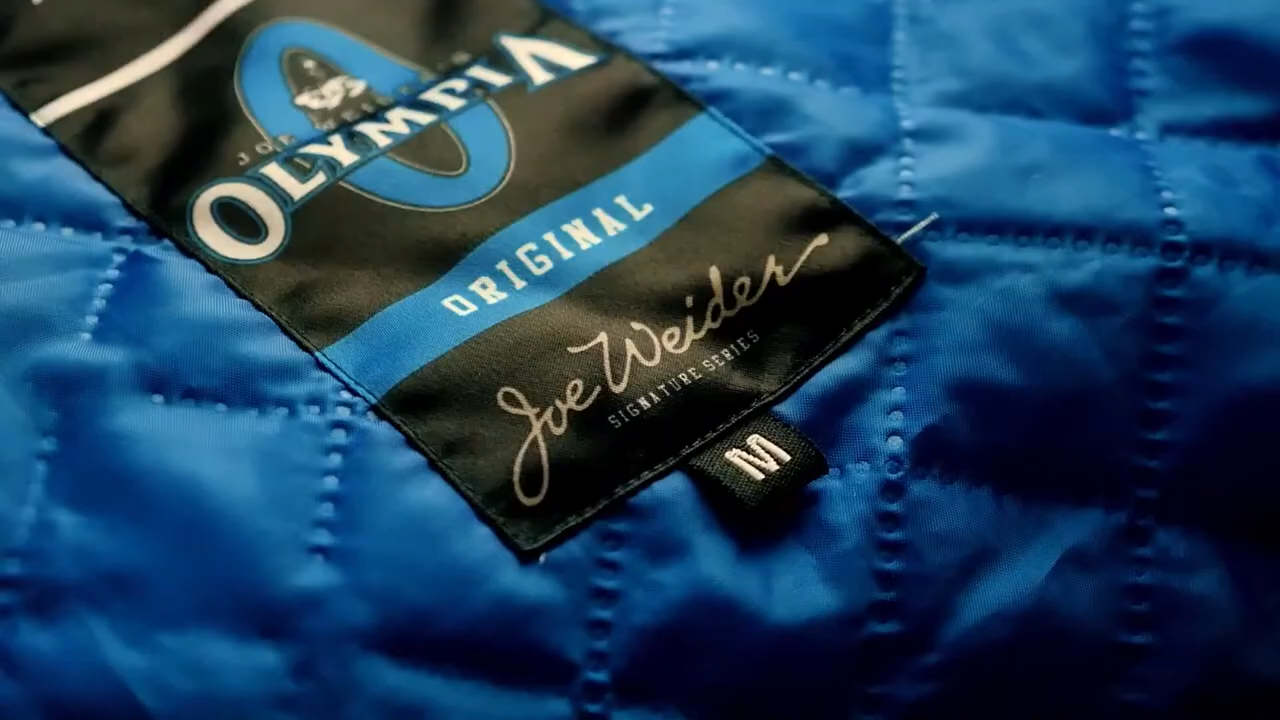 OLYMPIA
ORIGINAL
Joe Weider
SIGNATURE SERIES
M